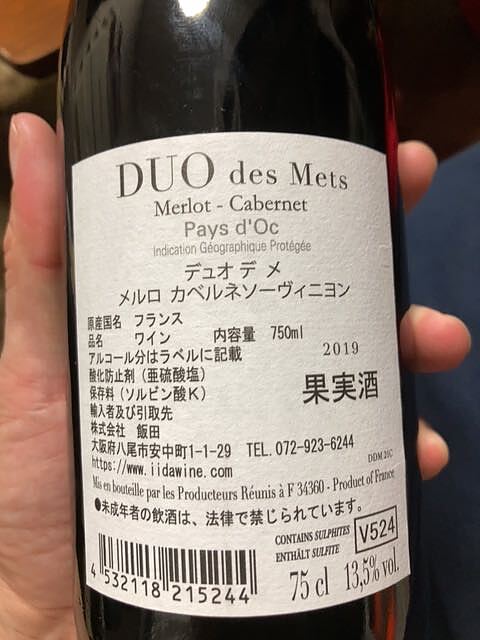 DUO des Mets
Merlot - Cabernet
Pays d'Oc
Indication Géographique Protégée
デュオ デ メ
メルロ カベルネソーヴィニヨン
原産国名 フランス
品名 ワイン 内容量 750ml
アルコール分はラベルに記載
2019
酸化防止剤（亜硫酸塩）
保存料（ソルビン酸K）
果実酒
輸入者及び引取先
株式会社 飯田
大阪府八尾市安中町1-1-29 TEL.072-923-6244
https://www.iidawine.com
DDM 21C
Mis en bouteille par les Producteurs Réunis à F 34360 - Product of France
●未成年者の飲酒は、法律で禁じられています。
CONTAINS SULPHITES
ENTHÄLT SULFITE
V524
4 532118 215244
75 cl 13,5% vol.